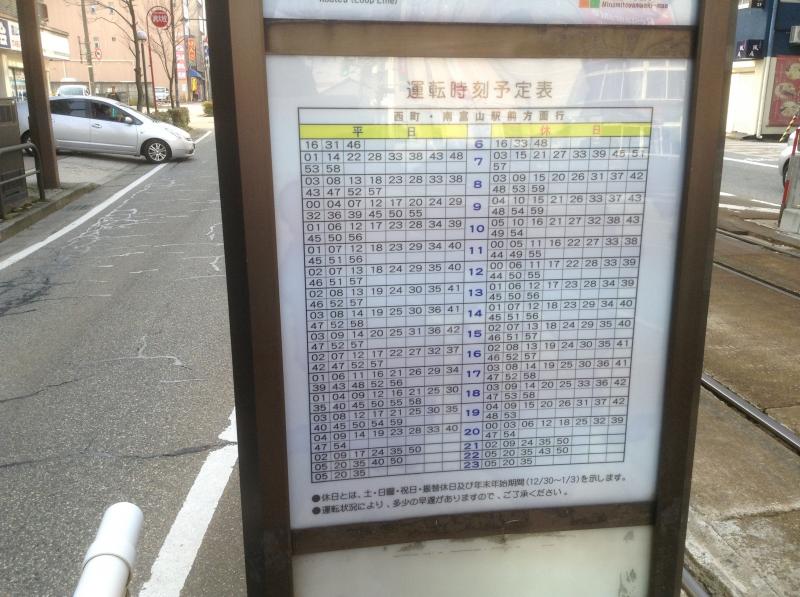 Routes (Loop Line)
Minamitoyamaeki-mae
運転時刻予定表
西町・南富山駅前方面行
平 日 休 日
16 31 46 6 16 33 48
01 14 22 28 33 38 43 48 7 03 15 21 27 33 39 45 51
53 58 57
03 08 13 18 23 28 33 38 8 03 09 15 20 26 31 37 42
43 47 52 57 48 53 59
00 04 07 12 17 20 24 29 9 04 10 15 21 26 33 37 43
32 36 39 45 50 55 48 54 59
01 06 12 17 23 28 34 39 10 05 10 16 21 27 32 38 43
45 50 56 49 54
01 07 12 18 23 29 34 40 11 00 05 11 16 22 27 33 38
45 51 56 44 49 55
02 07 13 18 24 29 35 40 12 00 06 11 17 22 28 33 39
46 51 57 44 50 55
02 08 13 19 24 30 35 41 13 01 06 12 17 23 28 34 39
46 52 57 45 50 56
03 08 14 19 25 30 36 41 14 01 07 12 18 23 29 34 40
47 52 58 45 51 56
03 09 14 20 25 31 36 42 15 02 07 13 18 24 29 35 40
47 52 57 46 51 57
02 07 12 17 22 27 32 37 16 02 08 13 19 24 30 35 41
42 47 52 57 46 52 57
01 06 11 16 21 26 29 34 17 03 08 14 19 25 30 36 41
39 43 48 52 56 47 52 58
01 04 09 12 16 21 25 30 18 03 09 14 20 25 33 36 42
35 40 45 50 55 58 47 53 58
03 08 12 17 21 25 30 35 19 04 09 15 20 26 31 37 42
40 45 50 54 59 48 53
04 09 14 19 23 28 33 40 20 00 03 06 12 18 25 32 39
47 54 47 54
02 09 17 24 35 50 21 02 09 24 35 50
05 20 35 40 50 22 05 20 35 43 50
05 20 35 23 05 20 35
●休日とは、土・日曜・祝日・振替休日及び年末年始期間(12/30～1/3)を示します。
●運転状況により、多少の早遅がありますので、ご了承ください。